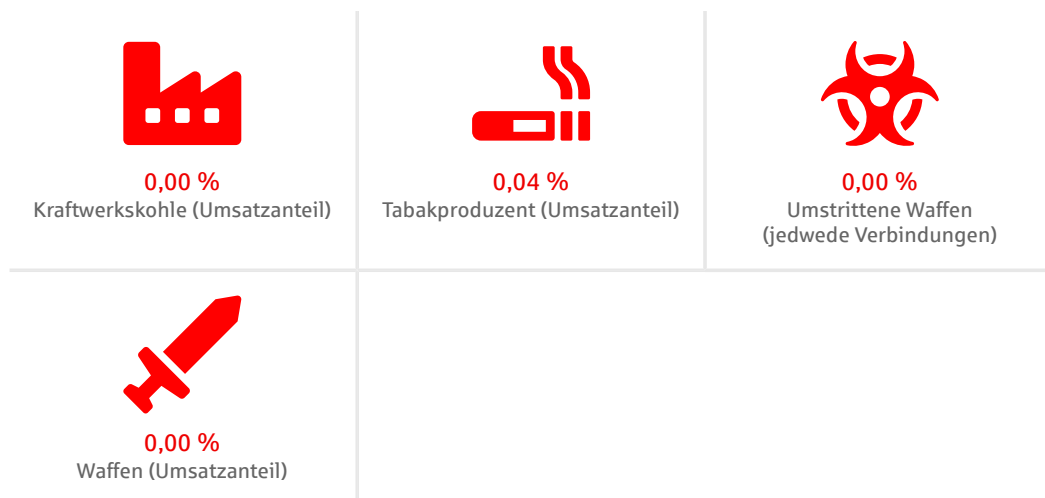 0,00 %
Kraftwerkskohle (Umsatzanteil)
0,04 %
Tabakproduzent (Umsatzanteil)
0,00 %
Umstrittene Waffen
(jedwede Verbindungen)
0,00 %
Waffen (Umsatzanteil)